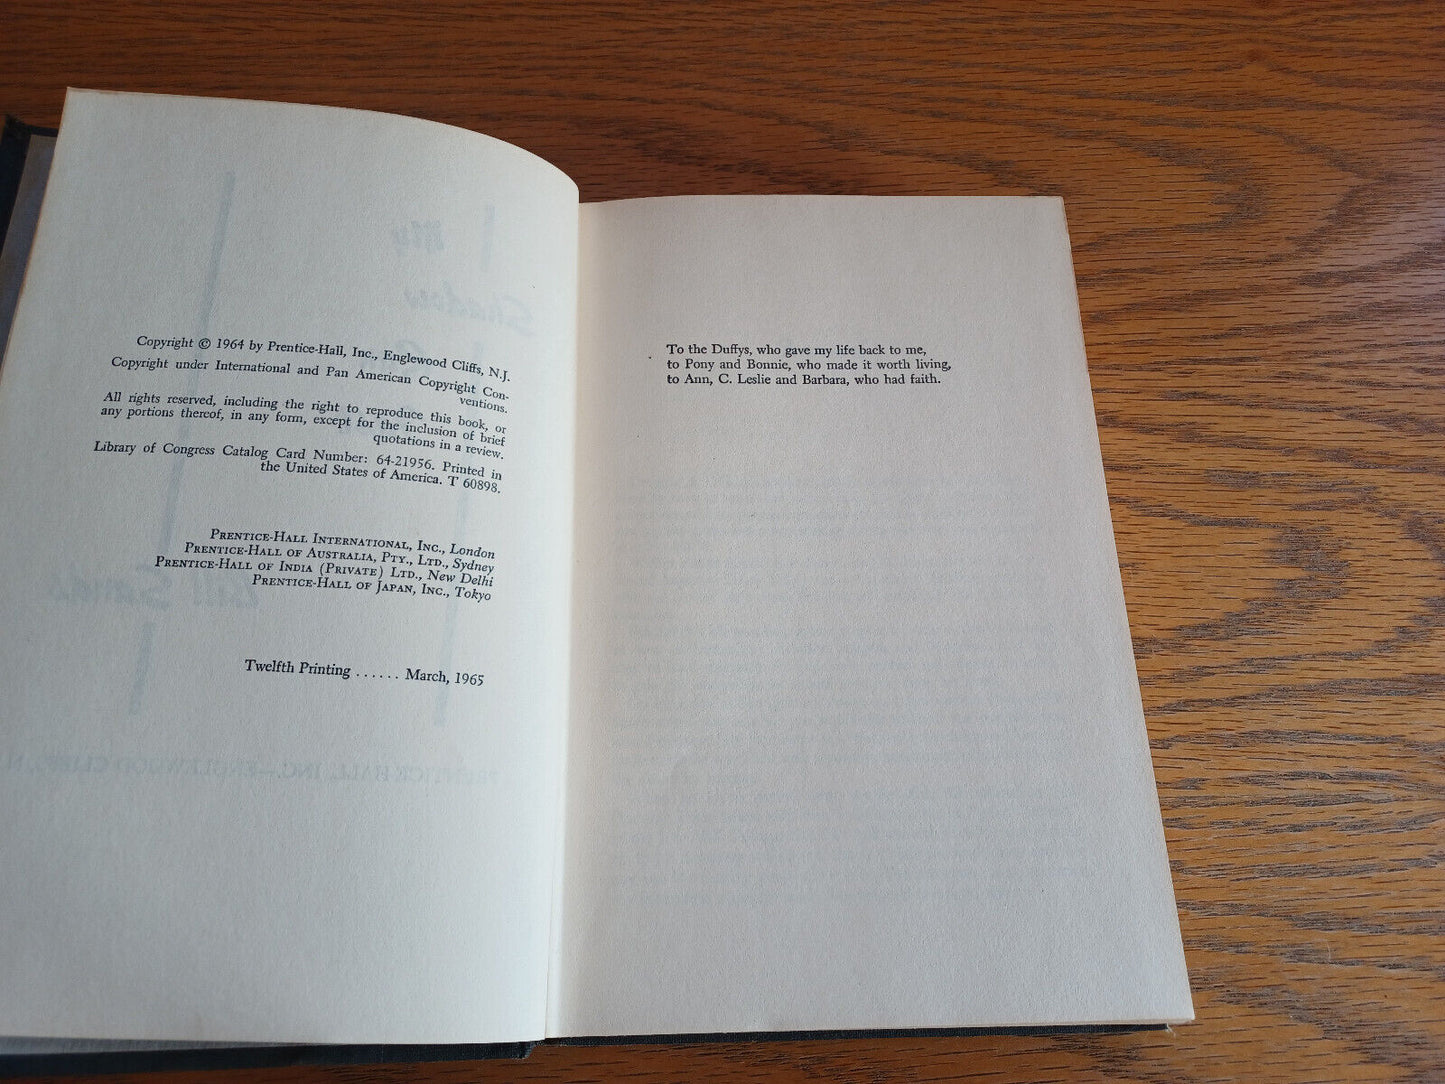 Copyright © 1964 by Prentice-Hall, Inc., Englewood Cliffs, N.J.
Copyright under International and Pan American Copyright Con-
ventions.
All rights reserved, including the right to reproduce this book, or
any portions thereof, in any form, except for the inclusion of brief
quotations in a review.
Library of Congress Catalog Card Number: 64-21956. Printed in
the United States of America. T 60898.
PRENTICE-HALL INTERNATIONAL, INC., London
PRENTICE-HALL OF AUSTRALIA, PTY., LTD., Sydney
PRENTICE-HALL OF INDIA (PRIVATE) LTD., New Delhi
PRENTICE-HALL OF JAPAN, INC., Tokyo
Twelfth Printing ...... March, 1965
To the Duffys, who gave my life back to me,
to Pony and Bonnie, who made it worth living,
to Ann, C. Leslie and Barbara, who had faith.